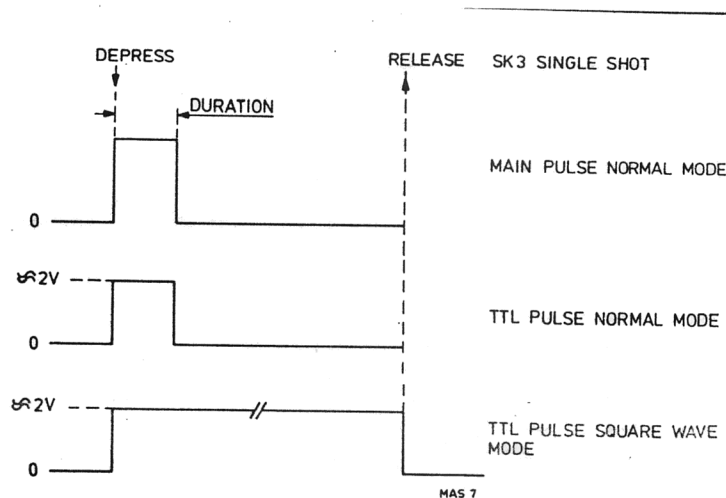 DEPRESS
RELEASE SK3 SINGLE SHOT
DURATION
MAIN PULSE NORMAL MODE
0
≈2V
TTL PULSE NORMAL MODE
0
≈2V
TTL PULSE SQUARE WAVE
MODE
0
MAS 7